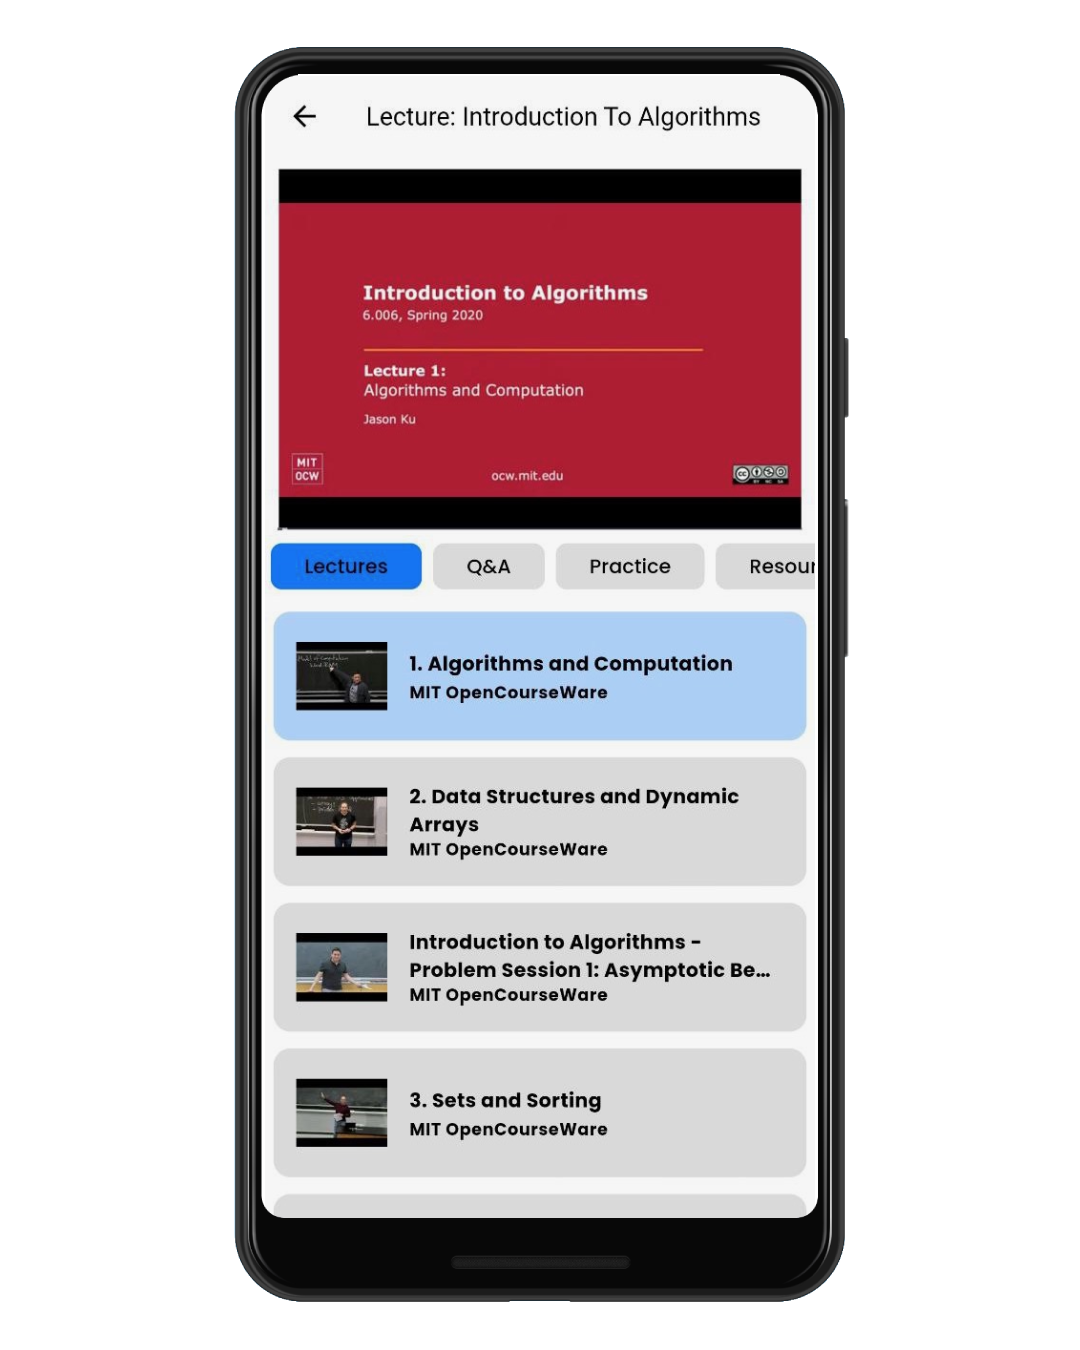 Lecture: Introduction To Algorithms
Introduction to Algorithms
6.006, Spring 2020
Lecture 1:
Algorithms and Computation
Jason Ku
MIT
OCW
ocw.mit.edu
Lectures
Q&A
Practice
Resour
1. Algorithms and Computation
MIT OpenCourseWare
2. Data Structures and Dynamic
Arrays
MIT OpenCourseWare
Introduction to Algorithms -
Problem Session 1: Asymptotic Be...
MIT OpenCourseWare
3. Sets and Sorting
MIT OpenCourseWare